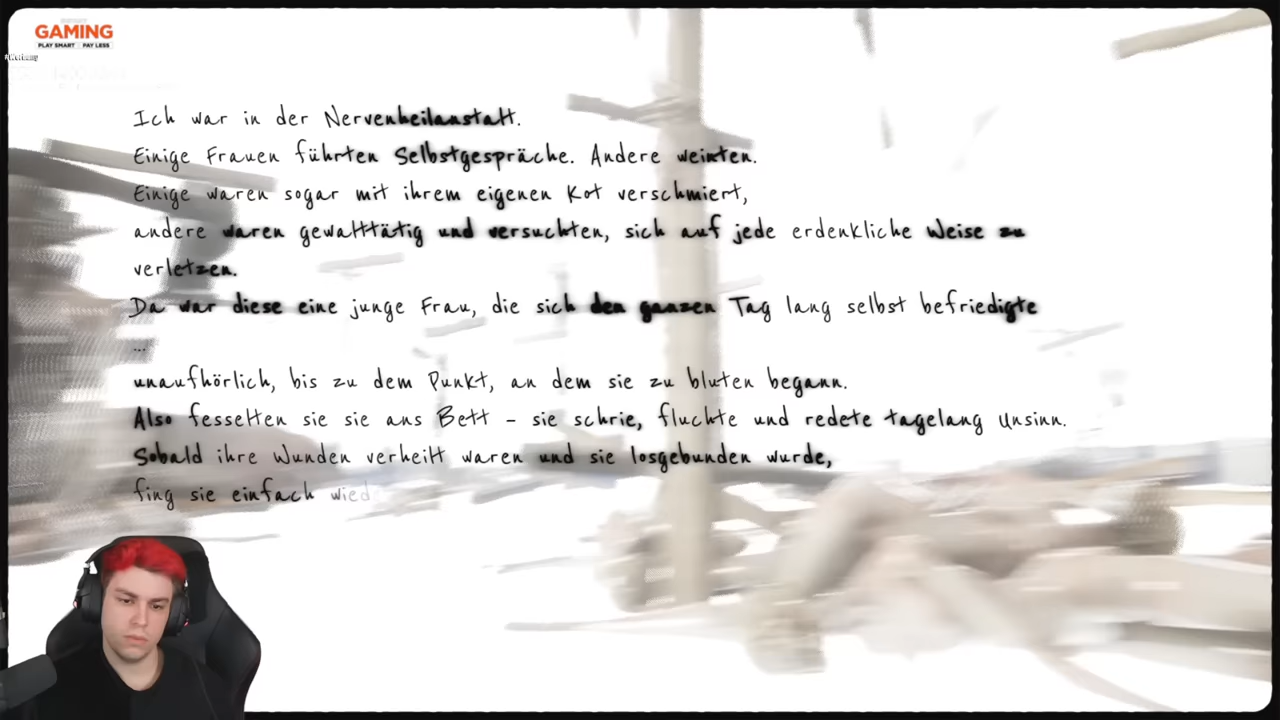 GAMING
PLAY SMART PAY LESS
#Werbung
Ich war in der Nervenheilanstalt.
Einige Frauen führten Selbstgespräche. Andere weinten.
Einige waren sogar mit ihrem eigenen Kot verschmiert,
andere waren gewalttätig und versuchten, sich auf jede erdenkliche Weise zu
verletzen.
Da war diese eine junge Frau, die sich den ganzen Tag lang selbst befriedigte
...
unaufhörlich, bis zu dem Punkt, an dem sie zu bluten begann.
Also fesselten sie sie ans Bett – sie schrie, fluchte und redete tagelang Unsinn.
Sobald ihre Wunden verheilt waren und sie losgebunden wurde,
fing sie einfach wied